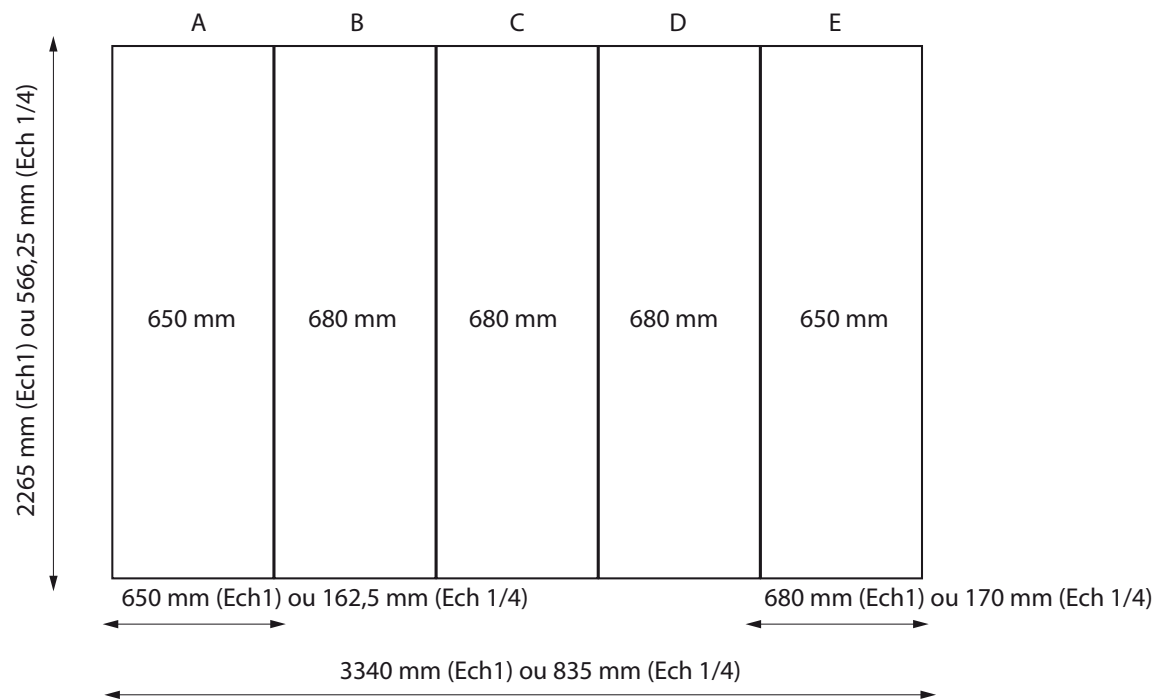 A B C D E
2265 mm (Ech1) ou 566,25 mm (Ech 1/4)
650 mm 680 mm 680 mm 680 mm 650 mm
650 mm (Ech1) ou 162,5 mm (Ech 1/4) 680 mm (Ech1) ou 170 mm (Ech 1/4)
3340 mm (Ech1) ou 835 mm (Ech 1/4)